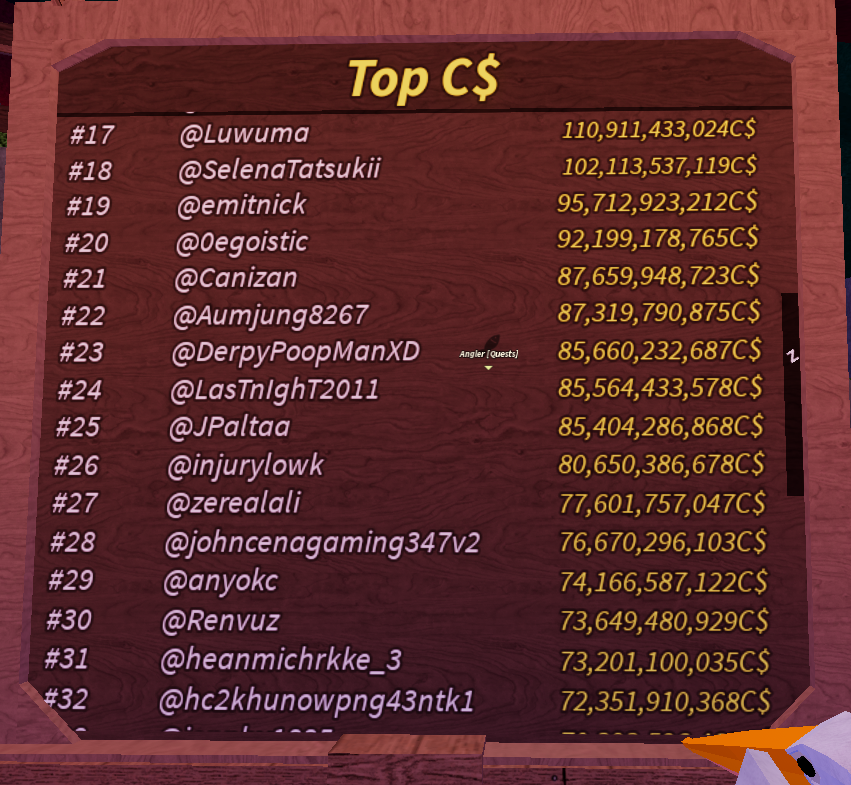 Top C$
#17 @Luwuma 110,911,433,024C$
#18 @SelenaTatsukii 102,113,537,119C$
#19 @emitnick 95,712,923,212C$
#20 @0egoistic 92,199,178,765C$
#21 @Canizan 87,659,948,723C$
#22 @Aumjung8267 87,319,790,875C$
#23 @DerpyPoopManXD 85,660,232,687C$
Angler [Quests]
#24 @LasTnIghT2011 85,564,433,578C$
#25 @JPaltaa 85,404,286,868C$
#26 @injurylowk 80,650,386,678C$
#27 @zerealali 77,601,757,047C$
#28 @johncenagaming347v2 76,670,296,103C$
#29 @anyokc 74,166,587,122C$
#30 @Renvuz 73,649,480,929C$
#31 @heanmichrkke_3 73,201,100,035C$
#32 @hc2khunowpng43ntk1 72,351,910,368C$